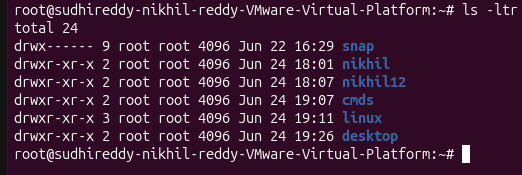 root@sudhireddy-nikhil-reddy-VMware-Virtual-Platform:~# ls -ltr
total 24
drwx------ 9 root root 4096 Jun 22 16:29 snap
drwxr-xr-x 2 root root 4096 Jun 24 18:01 nikhil
drwxr-xr-x 2 root root 4096 Jun 24 18:07 nikhil12
drwxr-xr-x 2 root root 4096 Jun 24 19:07 cmds
drwxr-xr-x 3 root root 4096 Jun 24 19:11 linux
drwxr-xr-x 2 root root 4096 Jun 24 19:26 desktop
root@sudhireddy-nikhil-reddy-VMware-Virtual-Platform:~#